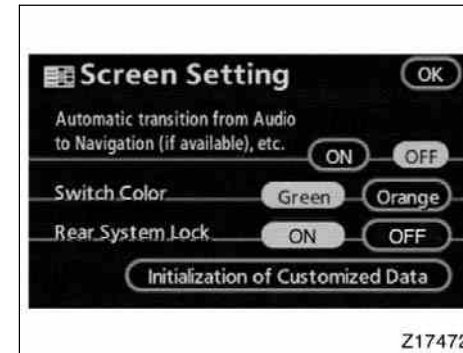 Screen Setting OK
Automatic transition from Audio
to Navigation (if available), etc.
ON OFF
Switch Color Green Orange
Rear System Lock ON OFF
Initialization of Customized Data
Z17472